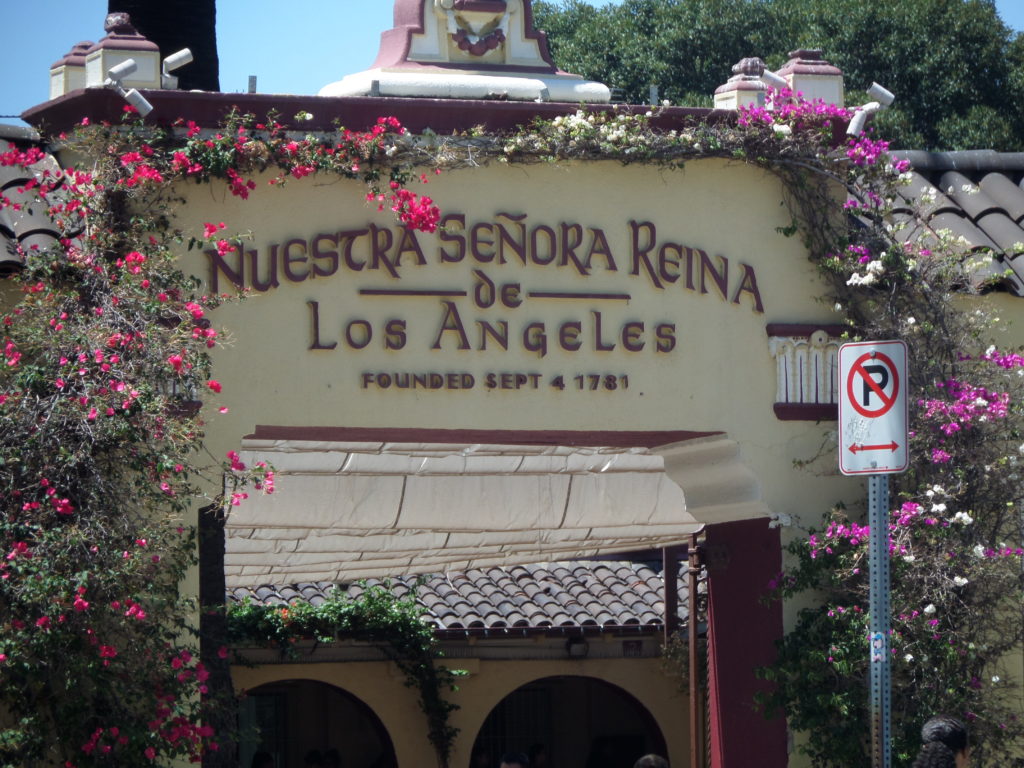 NUESTRA SEÑORA REINA
de
LOS ANGELES
FOUNDED SEPT 4 1781
P